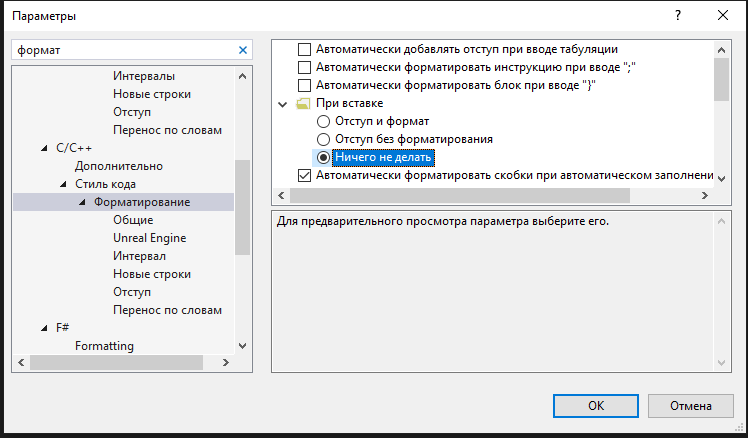 Параметры
?
формат
Интервалы
Новые строки
Отступ
Перенос по словам
C/C++
Дополнительно
Стиль кода
Форматирование
Общие
Unreal Engine
Интервал
Новые строки
Отступ
Перенос по словам
F#
Formatting
Автоматически добавлять отступ при вводе табуляции
Автоматически форматировать инструкцию при вводе ";"
Автоматически форматировать блок при вводе "}"
При вставке
Отступ и формат
Отступ без форматирования
Ничего не делать
Автоматически форматировать скобки при автоматическом заполнени
Для предварительного просмотра параметра выберите его.
ОК
Отмена